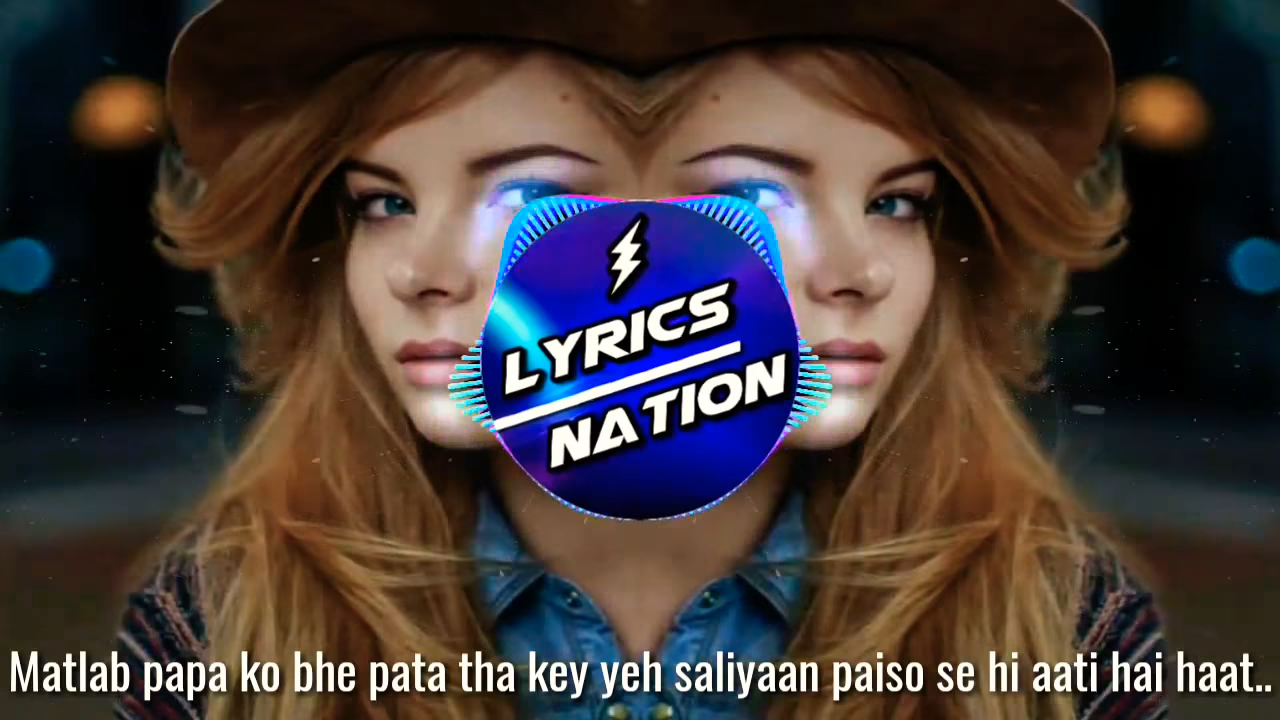 LYRICS
NATION
Matlab papa ko bhe pata tha key yeh saliyaan paiso se hi aati hai haat..